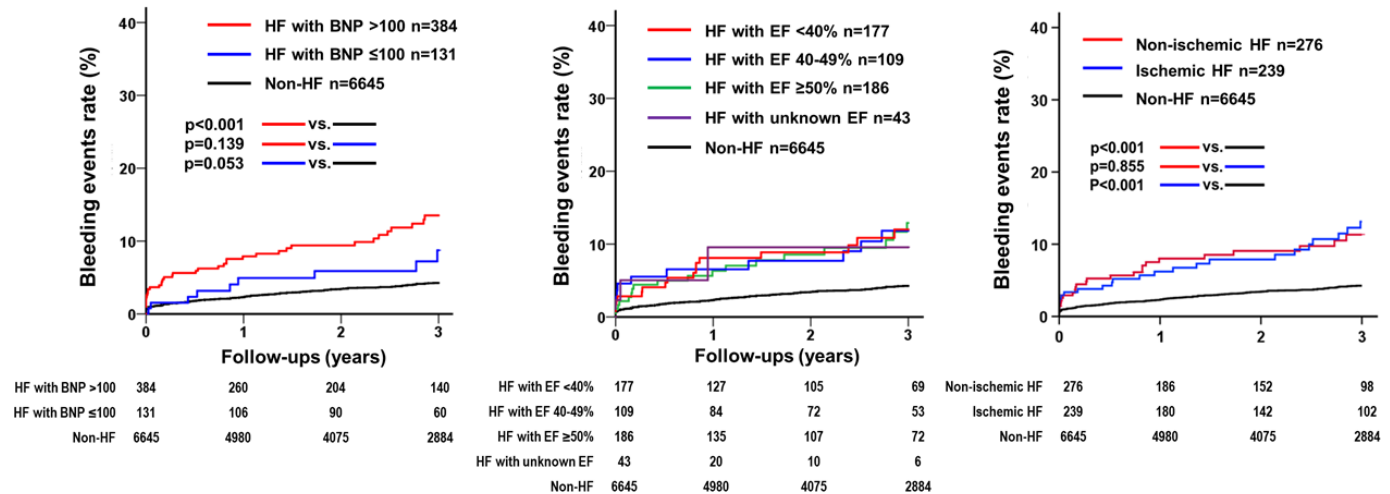 Bleeding events rate (%)
40
30
20
10
0
HF with BNP >100 n=384
HF with BNP ≤100 n=131
Non-HF n=6645
p<0.001 vs.
p=0.139 vs.
p=0.053 vs.
0 1 2 3
Follow-ups (years)
HF with BNP >100 384 260 204 140
HF with BNP ≤100 131 106 90 60
Non-HF 6645 4980 4075 2884
Bleeding events rate (%)
40
30
20
10
0
HF with EF <40% n=177
HF with EF 40-49% n=109
HF with EF ≥50% n=186
HF with unknown EF n=43
Non-HF n=6645
0 1 2 3
Follow-ups (years)
HF with EF <40% 177 127 105 69
HF with EF 40-49% 109 84 72 53
HF with EF ≥50% 186 135 107 72
HF with unknown EF 43 20 10 6
Non-HF 6645 4980 4075 2884
Bleeding events rate (%)
40
30
20
10
0
Non-ischemic HF n=276
Ischemic HF n=239
Non-HF n=6645
p<0.001 vs.
p=0.855 vs.
P<0.001 vs.
0 1 2 3
Follow-ups (years)
Non-ischemic HF 276 186 152 98
Ischemic HF 239 180 142 102
Non-HF 6645 4980 4075 2884